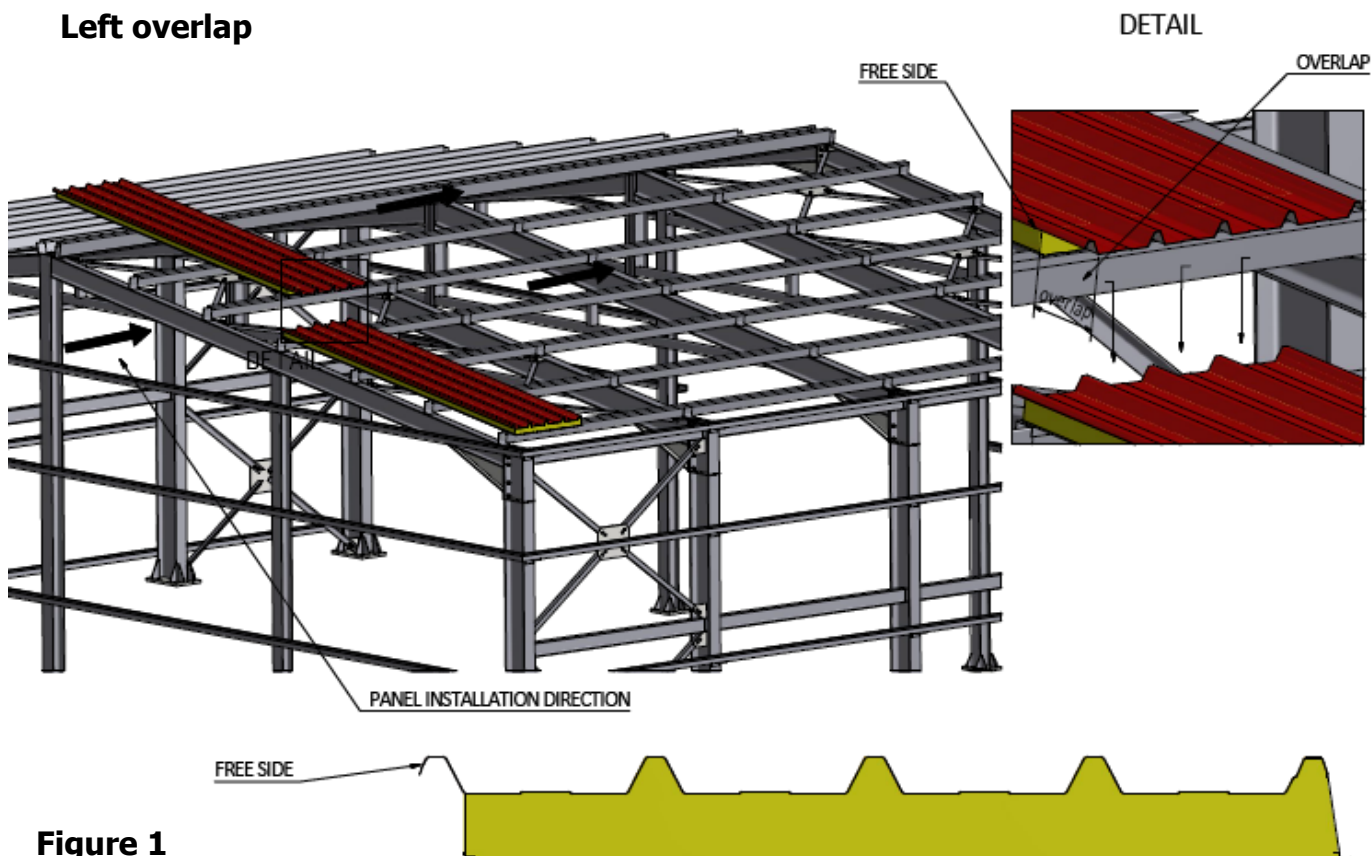 Left overlap
DETAIL
FREE SIDE
OVERLAP
overlap
DETAIL
PANEL INSTALLATION DIRECTION
FREE SIDE
Figure 1